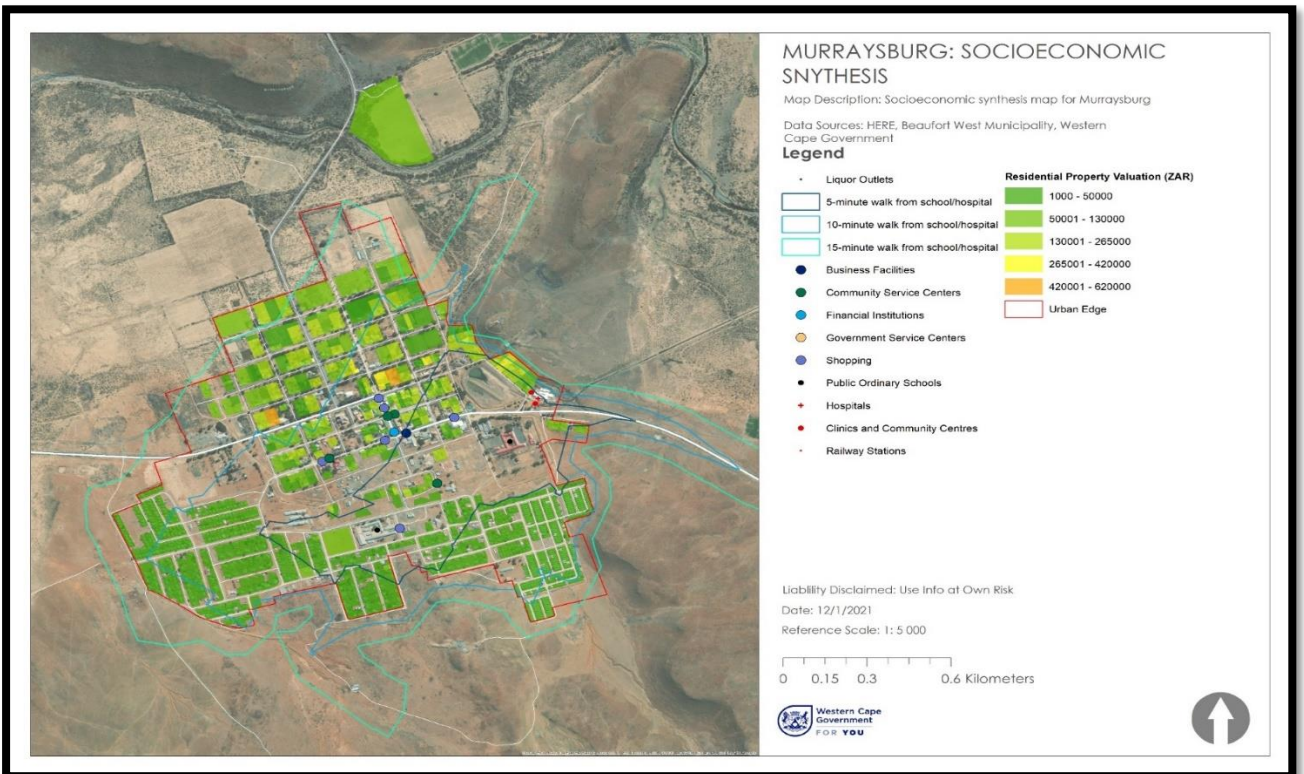 MURRAYSBURG: SOCIOECONOMIC
SNYTHESIS
Map Description: Socioeconomic synthesis map for Murraysburg
Data Sources: HERE, Beaufort West Municipality, Western
Cape Government
Legend
Liquor Outlets
5-minute walk from school/hospital
10-minute walk from school/hospital
15-minute walk from school/hospital
Business Facilities
Community Service Centers
Financial Institutions
Government Service Centers
Shopping
Public Ordinary Schools
Hospitals
Clinics and Community Centres
Railway Stations
Residential Property Valuation (ZAR)
1000 - 50000
50001 - 130000
130001 - 265000
265001 - 420000
420001 - 620000
Urban Edge
Liability Disclaimed: Use Info at Own Risk
Date: 12/1/2021
Reference Scale: 1: 5 000
0 0.15 0.3 0.6 Kilometers
Western Cape
Government
FOR YOU